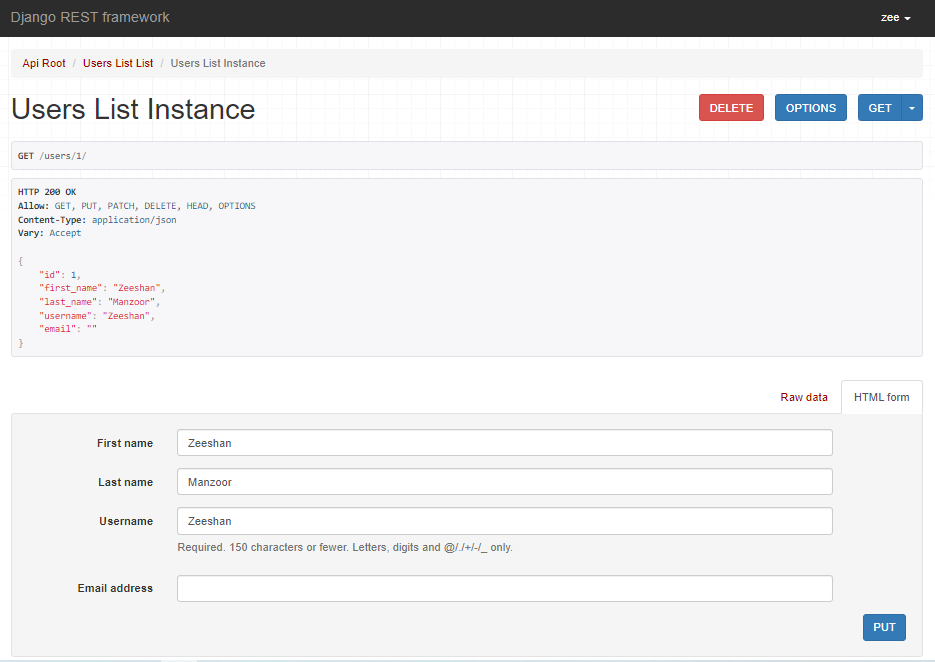 Django REST framework zee
Api Root / Users List List / Users List Instance
Users List Instance DELETE OPTIONS GET
GET /users/1/
HTTP 200 OK
Allow: GET, PUT, PATCH, DELETE, HEAD, OPTIONS
Content-Type: application/json
Vary: Accept
{
    "id": 1,
    "first_name": "Zeeshan",
    "last_name": "Manzoor",
    "username": "Zeeshan",
    "email": ""
}
Raw data HTML form
First name Zeeshan
Last name Manzoor
Username Zeeshan
Required. 150 characters or fewer. Letters, digits and @/./+/-/_ only.
Email address
PUT